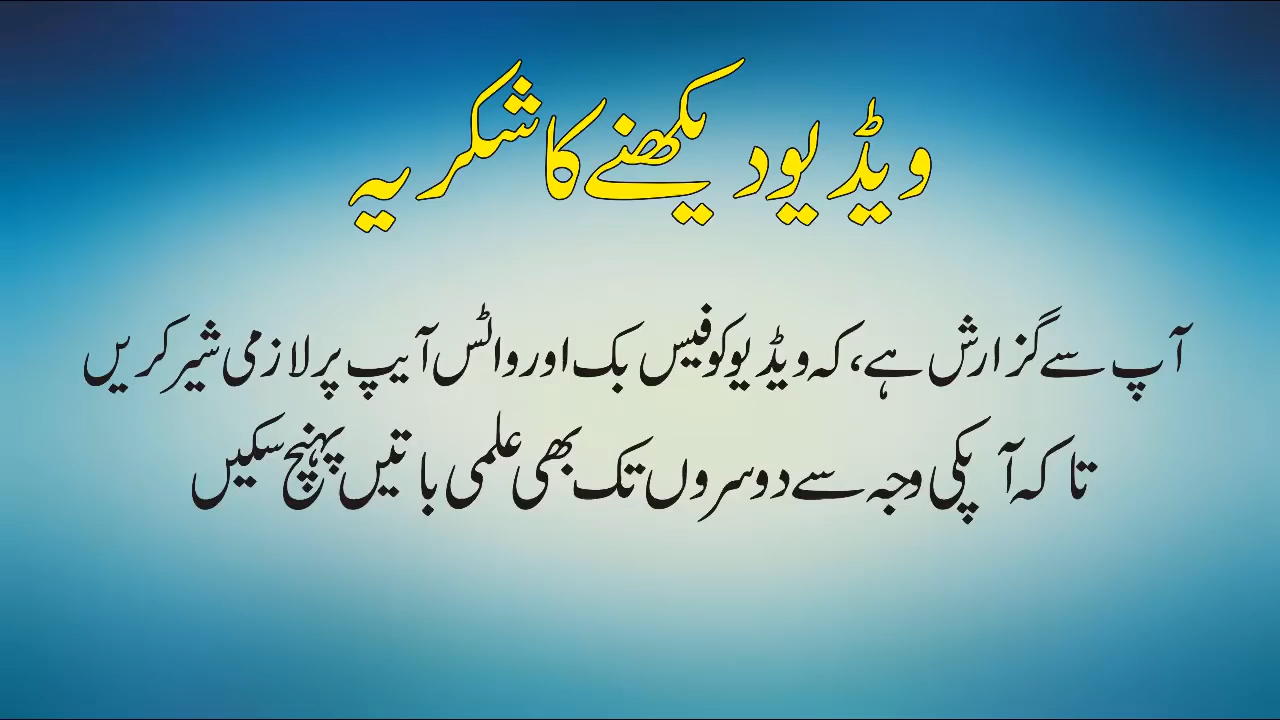 ویڈیو دیکھنے کا شکریہ
آپ سے گزارش ہے، کہ ویڈیو کو فیس بک اور واٹس آیپ پر لازمی شیر کریں
تاکہ آپکی وجہ سے دوسروں تک بھی علمی باتیں پہنچ سکیں